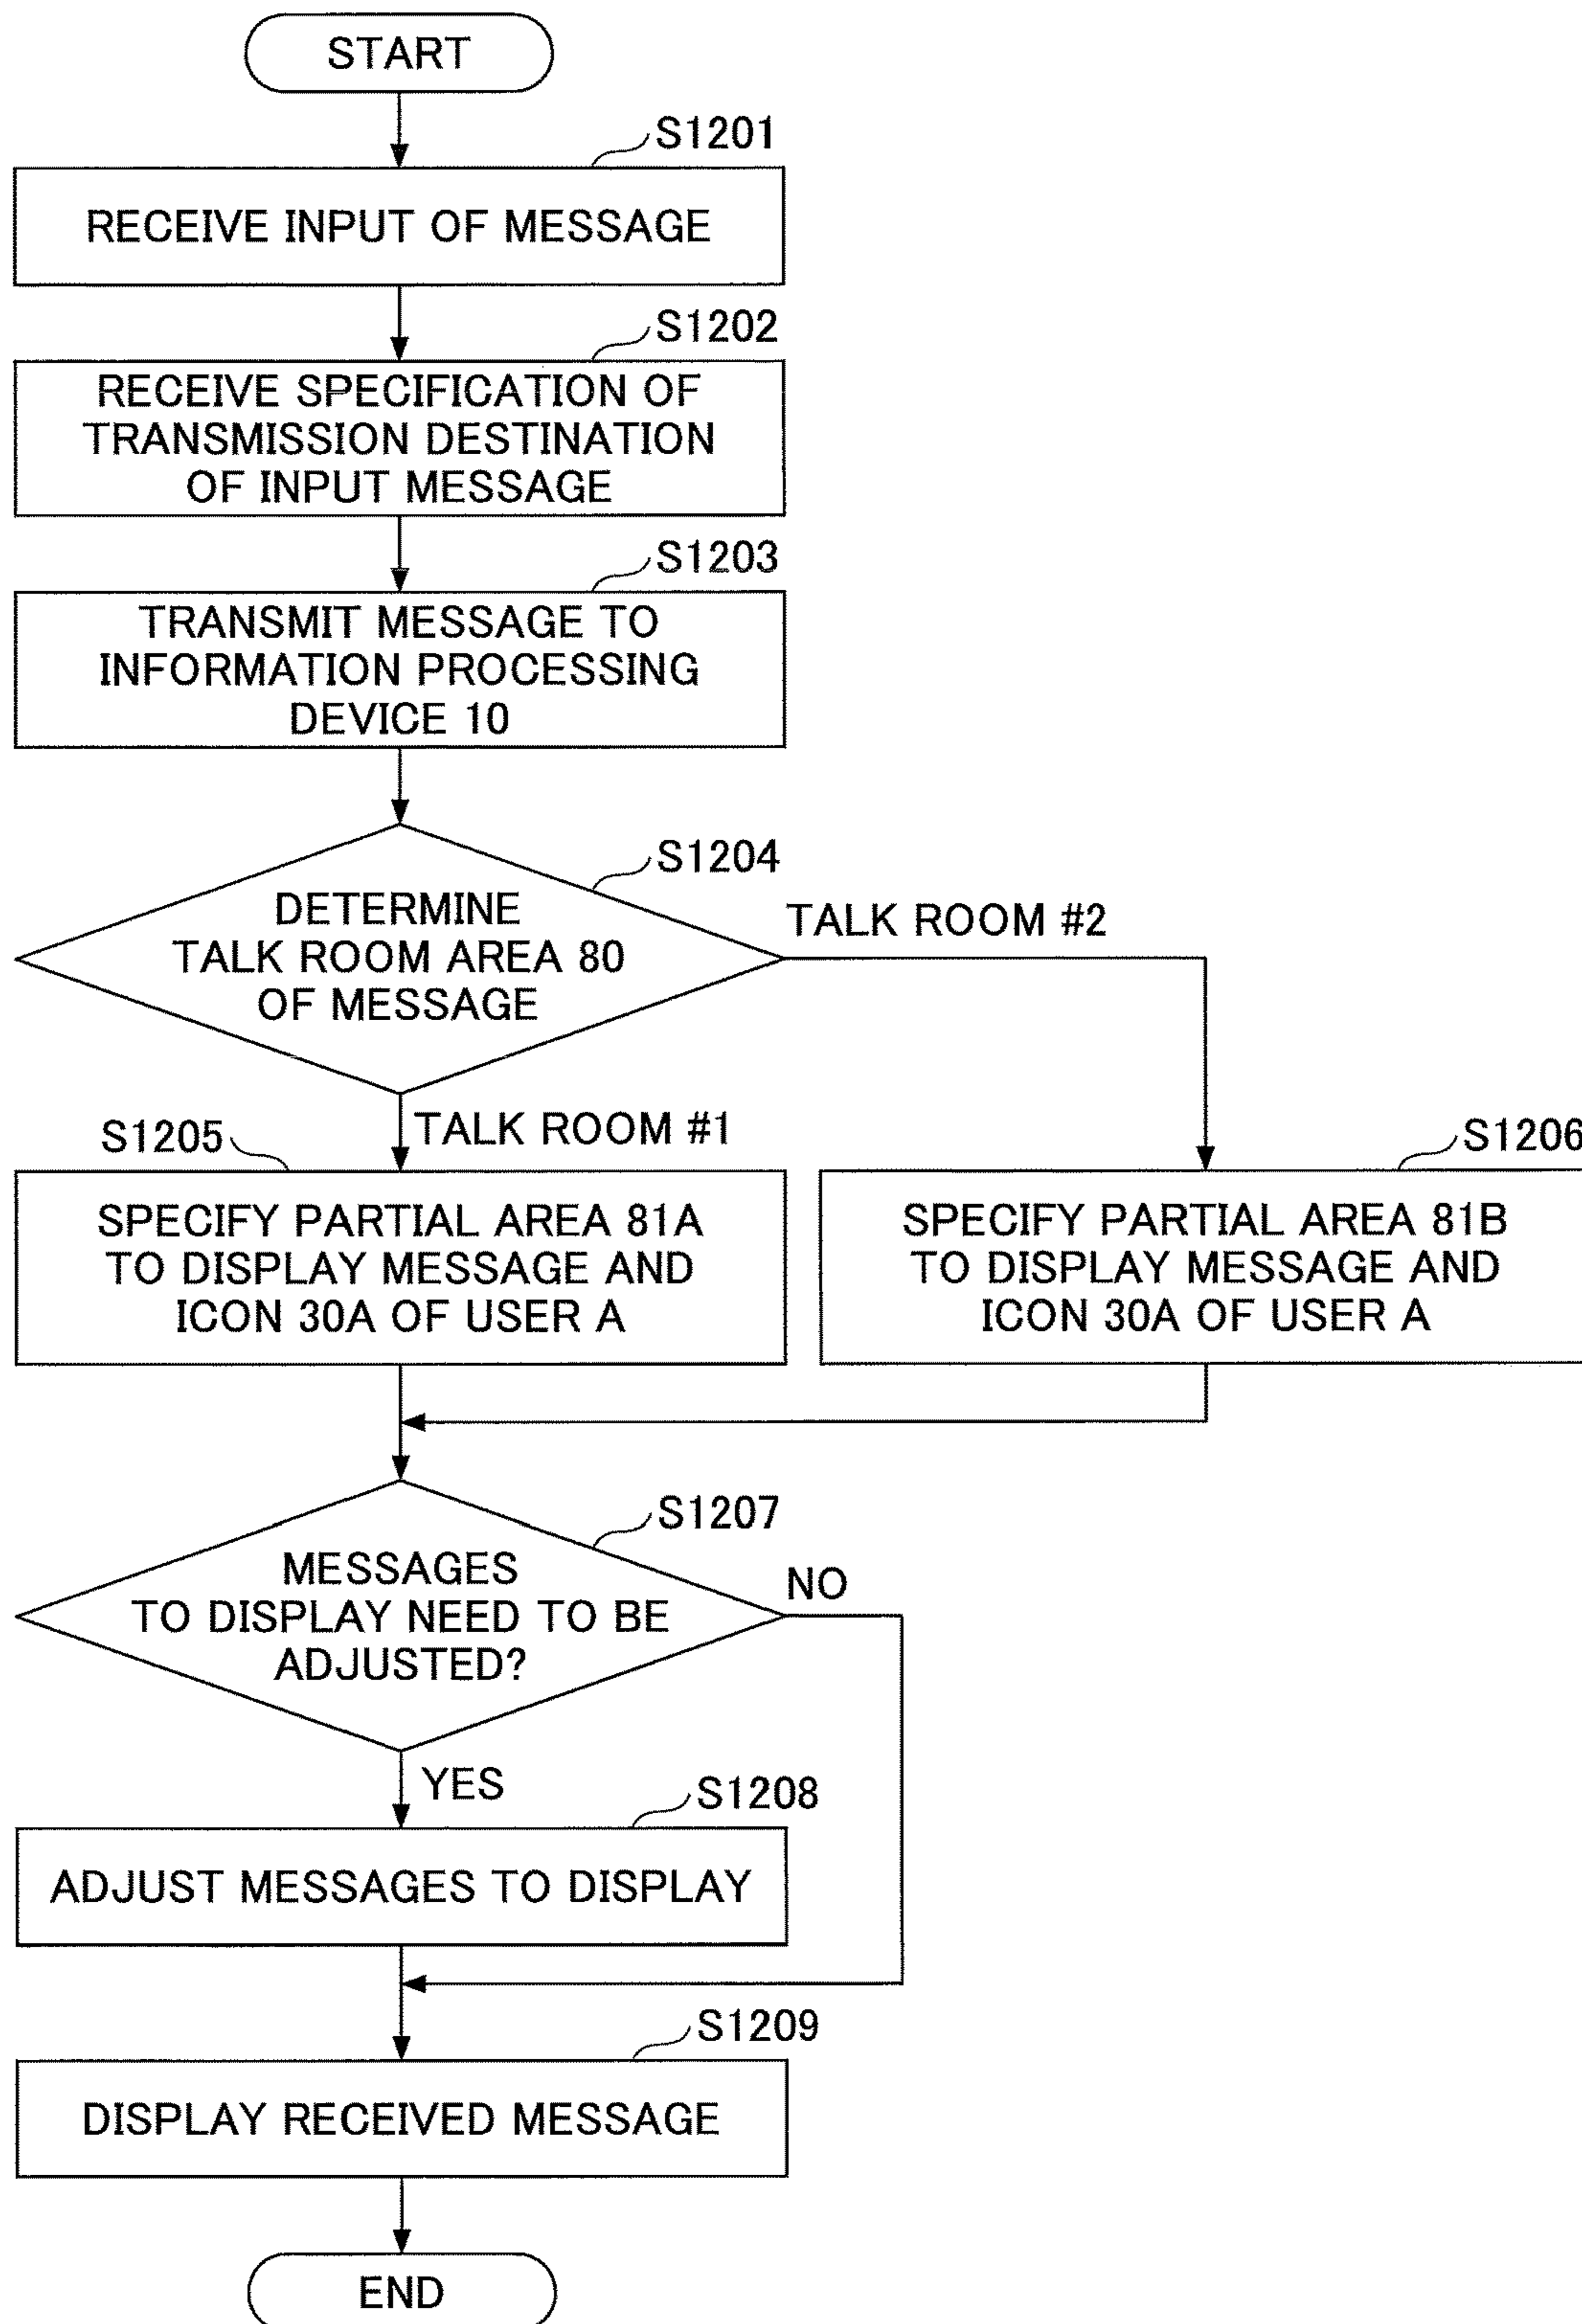 START
S1201
RECEIVE INPUT OF MESSAGE
S1202
RECEIVE SPECIFICATION OF
TRANSMISSION DESTINATION
OF INPUT MESSAGE
S1203
TRANSMIT MESSAGE TO
INFORMATION PROCESSING
DEVICE 10
S1204
DETERMINE
TALK ROOM AREA 80
OF MESSAGE
TALK ROOM #2
TALK ROOM #1
S1205
SPECIFY PARTIAL AREA 81A
TO DISPLAY MESSAGE AND
ICON 30A OF USER A
S1206
SPECIFY PARTIAL AREA 81B
TO DISPLAY MESSAGE AND
ICON 30A OF USER A
S1207
MESSAGES
TO DISPLAY NEED TO BE
ADJUSTED?
NO
YES
S1208
ADJUST MESSAGES TO DISPLAY
S1209
DISPLAY RECEIVED MESSAGE
END